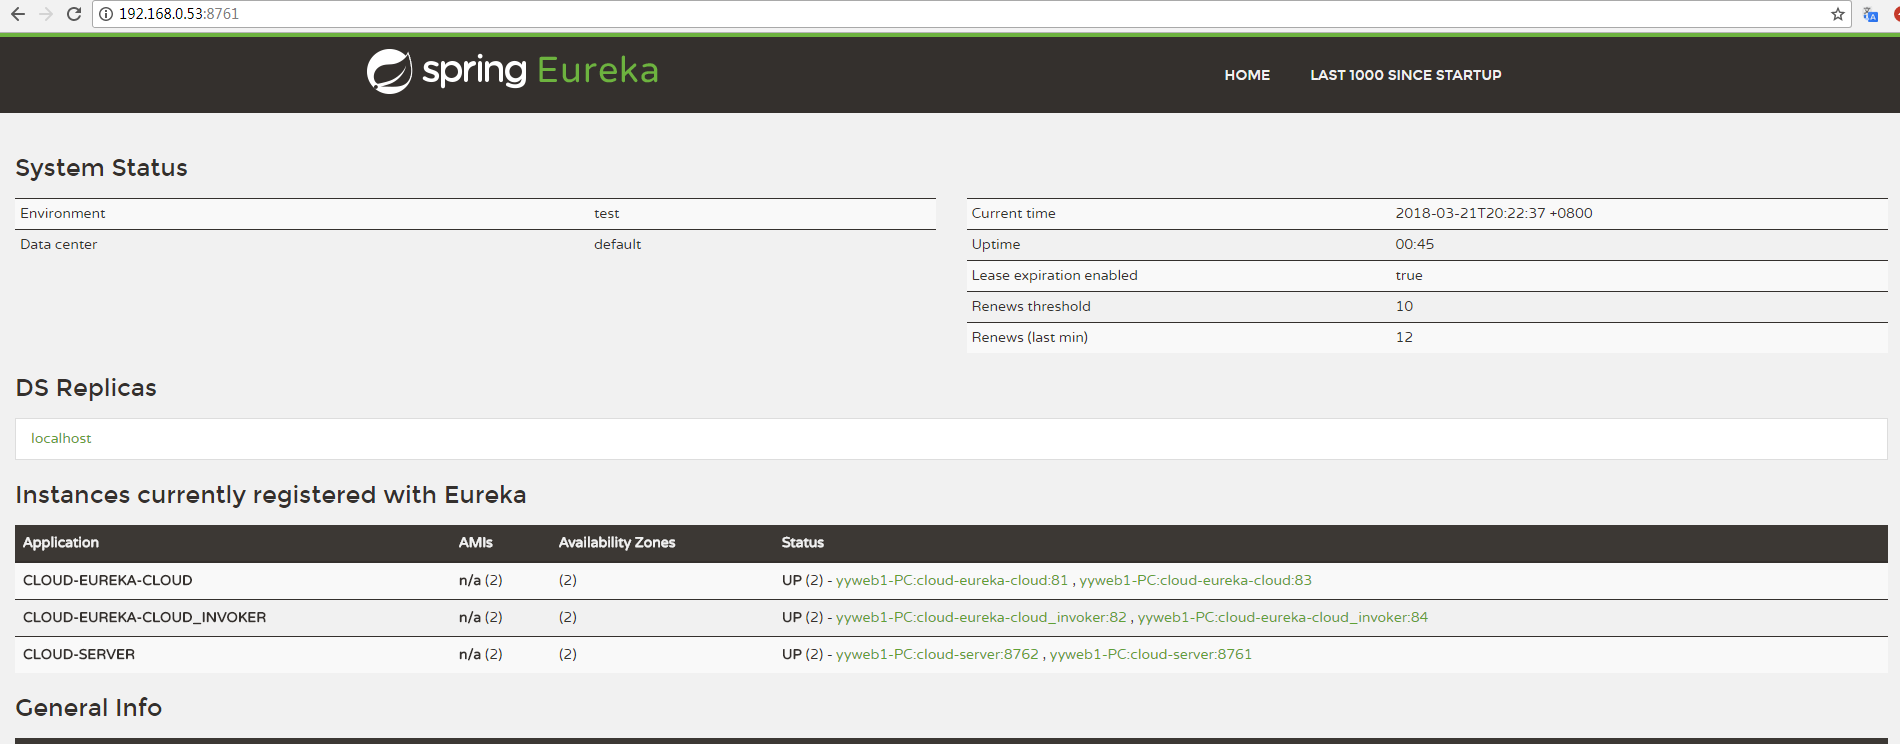 192.168.0.53:8761
spring Eureka
HOME LAST 1000 SINCE STARTUP
System Status
Environment test
Data center default
Current time 2018-03-21T20:22:37 +0800
Uptime 00:45
Lease expiration enabled true
Renews threshold 10
Renews (last min) 12
DS Replicas
localhost
Instances currently registered with Eureka
Application AMIs Availability Zones Status
CLOUD-EUREKA-CLOUD n/a (2) (2) UP (2) - yyweb1-PC:cloud-eureka-cloud:81 , yyweb1-PC:cloud-eureka-cloud:83
CLOUD-EUREKA-CLOUD_INVOKER n/a (2) (2) UP (2) - yyweb1-PC:cloud-eureka-cloud_invoker:82 , yyweb1-PC:cloud-eureka-cloud_invoker:84
CLOUD-SERVER n/a (2) (2) UP (2) - yyweb1-PC:cloud-server:8762 , yyweb1-PC:cloud-server:8761
General Info